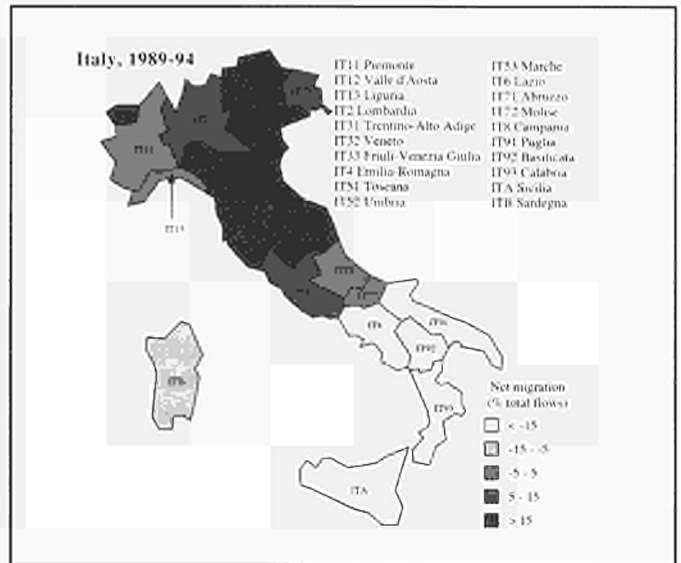 Italy, 1989-94
IT11 Piemonte
IT12 Valle d'Aosta
IT13 Liguria
IT2 Lombardia
IT31 Trentino-Alto Adige
IT32 Veneto
IT33 Friuli-Venezia Giulia
IT4 Emilia-Romagna
IT51 Toscana
IT52 Umbria
IT53 Marche
IT6 Lazio
IT71 Abruzzo
IT72 Molise
IT8 Campania
IT91 Puglia
IT92 Basilicata
IT93 Calabria
ITA Sicilia
ITB Sardegna
IT11
IT13
IT8
IT92
IT93
ITB
ITA
Net migration
(% total flows)
< -15
-15 - -5
-5 - 5
5 - 15
> 15